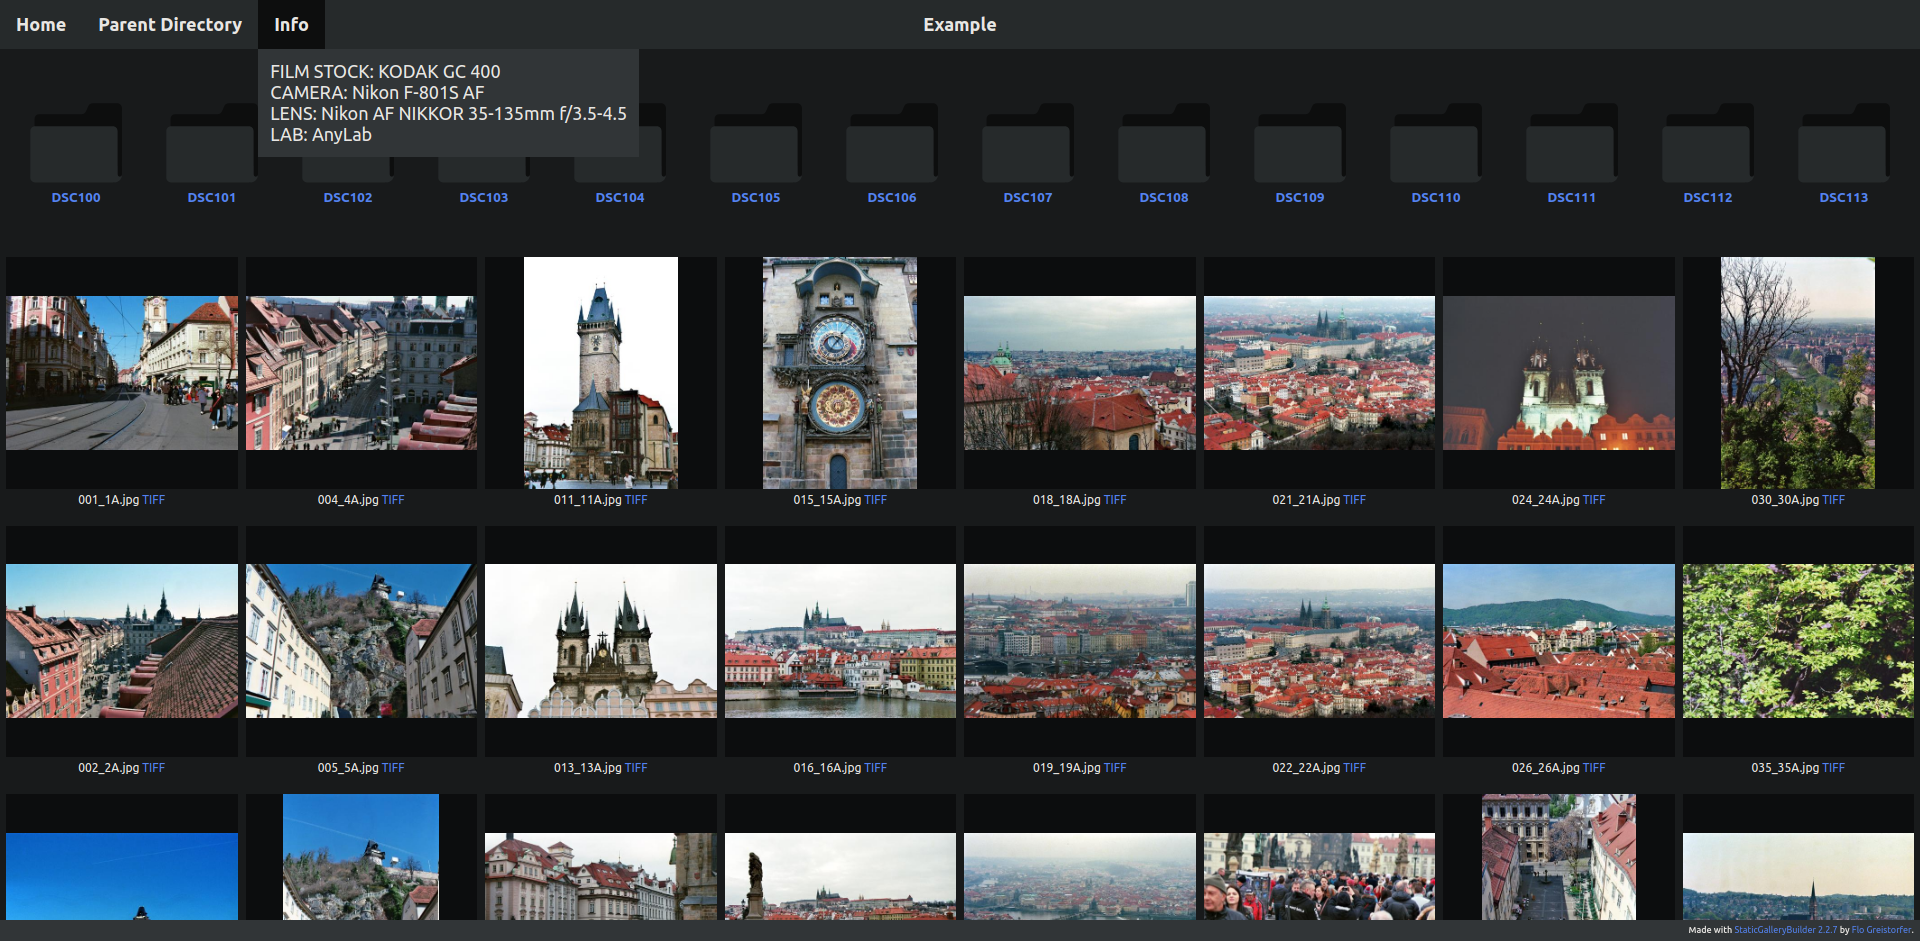 Home Parent Directory Info Example
FILM STOCK: KODAK GC 400
CAMERA: Nikon F-801S AF
LENS: Nikon AF NIKKOR 35-135mm f/3.5-4.5
LAB: AnyLab
DSC100 DSC101 DSC102 DSC103 DSC104 DSC105 DSC106 DSC107 DSC108 DSC109 DSC110 DSC111 DSC112 DSC113
001_1A.jpg TIFF 004_4A.jpg TIFF 011_11A.jpg TIFF 015_15A.jpg TIFF 018_18A.jpg TIFF 021_21A.jpg TIFF 024_24A.jpg TIFF 030_30A.jpg TIFF
002_2A.jpg TIFF 005_5A.jpg TIFF 013_13A.jpg TIFF 016_16A.jpg TIFF 019_19A.jpg TIFF 022_22A.jpg TIFF 026_26A.jpg TIFF 035_35A.jpg TIFF
Made with StaticGalleryBuilder 2.2.7 by Flo Greistorfer.